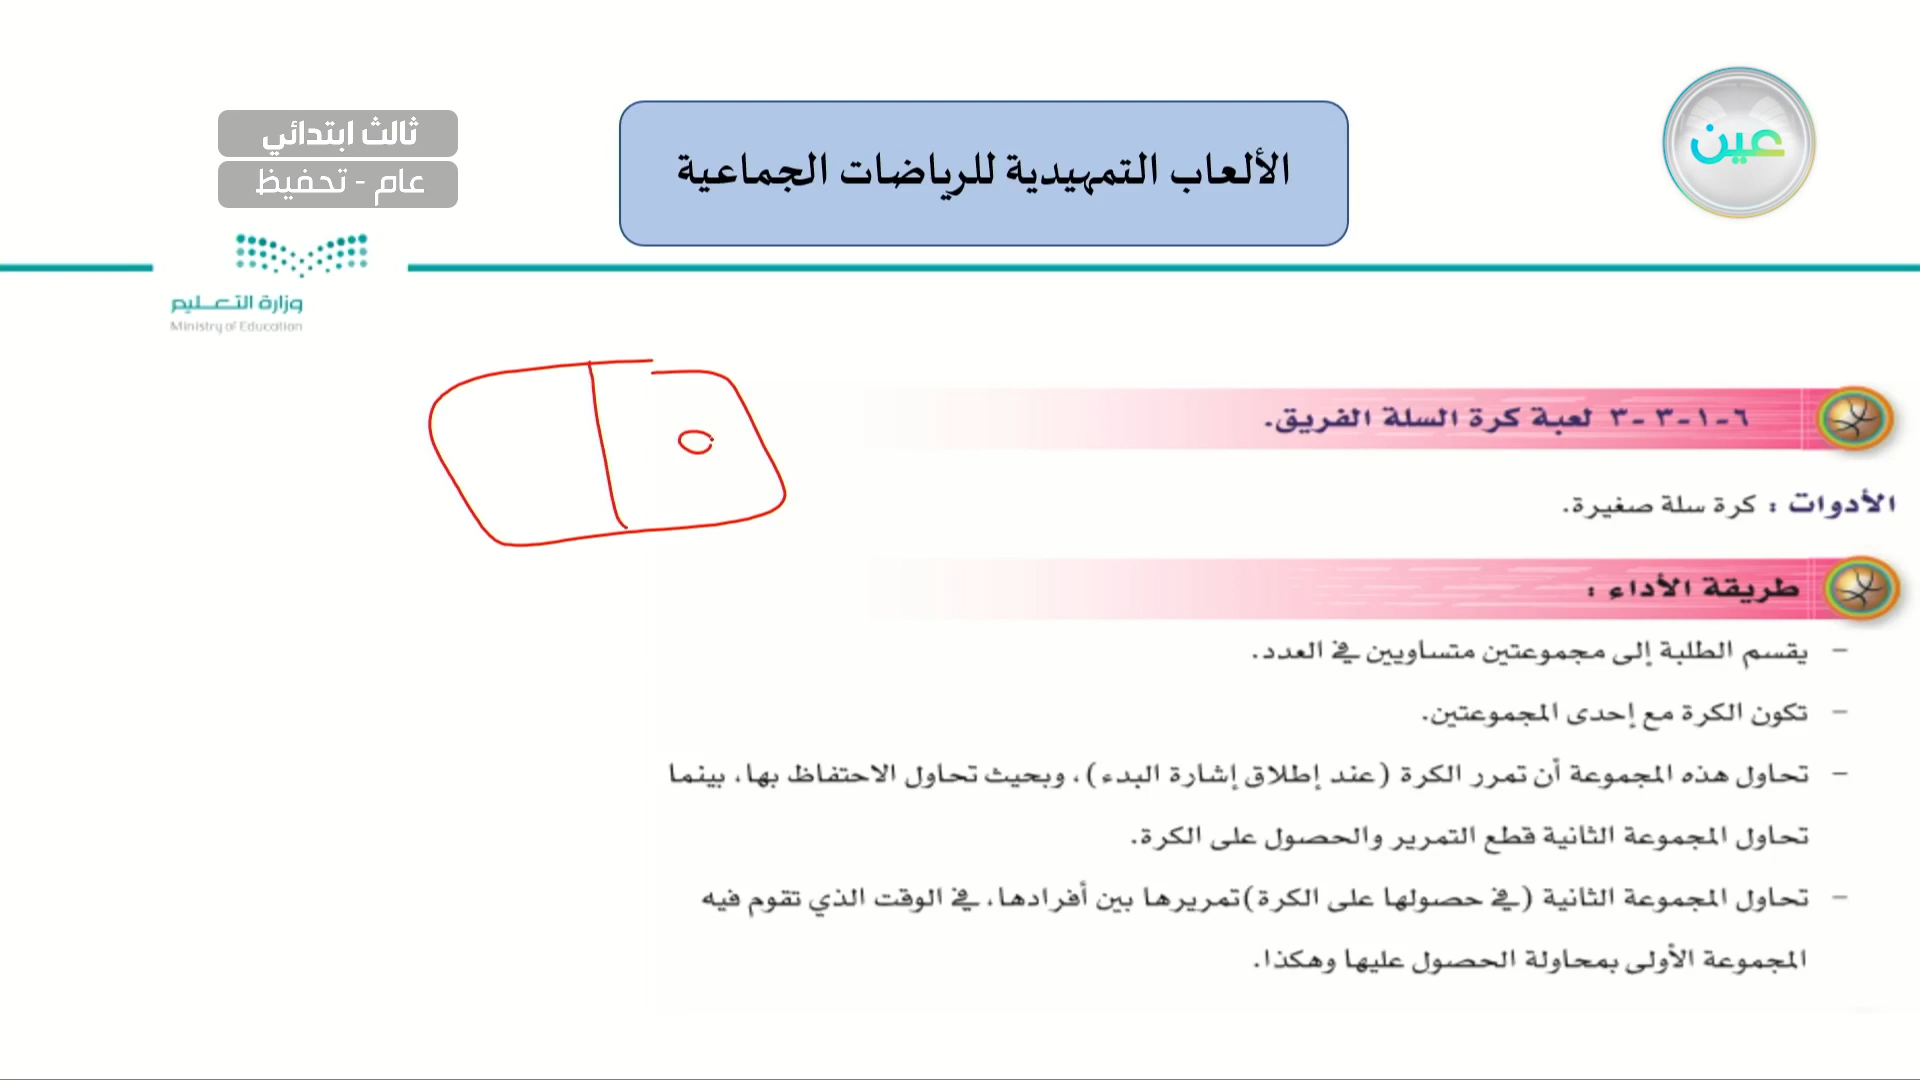 ثالث ابتدائي
عام - تحفيظ
الألعاب التمهيدية للرياضات الجماعية
عين
وزارة التعليم
Ministry of Education
٦-١-٣-٣ لعبة كرة السلة الفريق.
الأدوات : كرة سلة صغيرة.
طريقة الأداء :
– يقسم الطلبة إلى مجموعتين متساويين في العدد.
– تكون الكرة مع إحدى المجموعتين.
– تحاول هذه المجموعة أن تمرر الكرة (عند إطلاق إشارة البدء)، وبحيث تحاول الاحتفاظ بها، بينما
تحاول المجموعة الثانية قطع التمرير والحصول على الكرة.
– تحاول المجموعة الثانية (في حصولها على الكرة)تمريرها بين أفرادها، في الوقت الذي تقوم فيه
المجموعة الأولى بمحاولة الحصول عليها وهكذا.